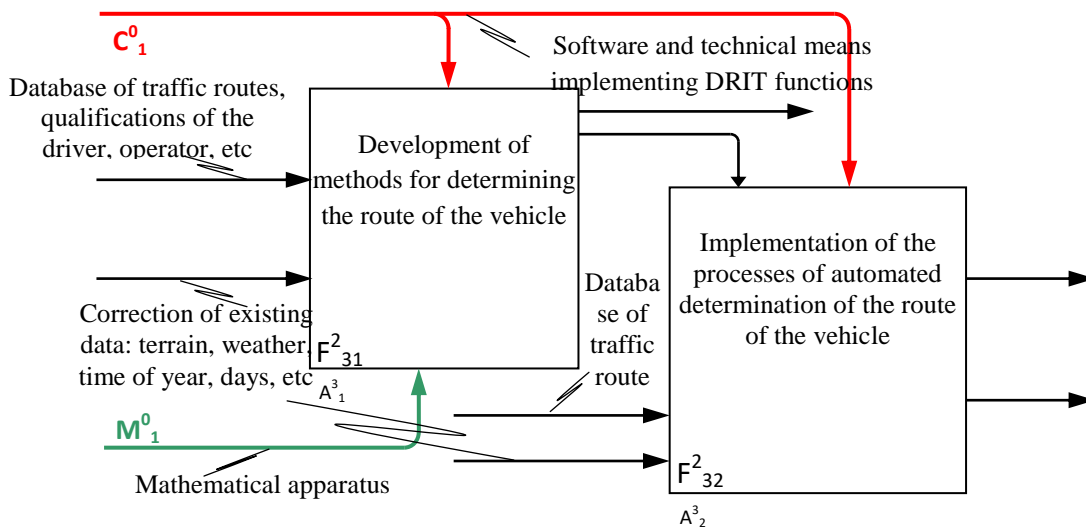 C⁰₁
Software and technical means
implementing DRIT functions
Database of traffic routes,
qualifications of the
driver, operator, etc
Development of
methods for determining
the route of the vehicle
Implementation of the
processes of automated
determination of the route
of the vehicle
Correction of existing
data: terrain, weather,
time of year, days, etc
F²₃₁
A³₁
Databa
se of
traffic
route
M⁰₁
Mathematical apparatus
F²₃₂
A³₂